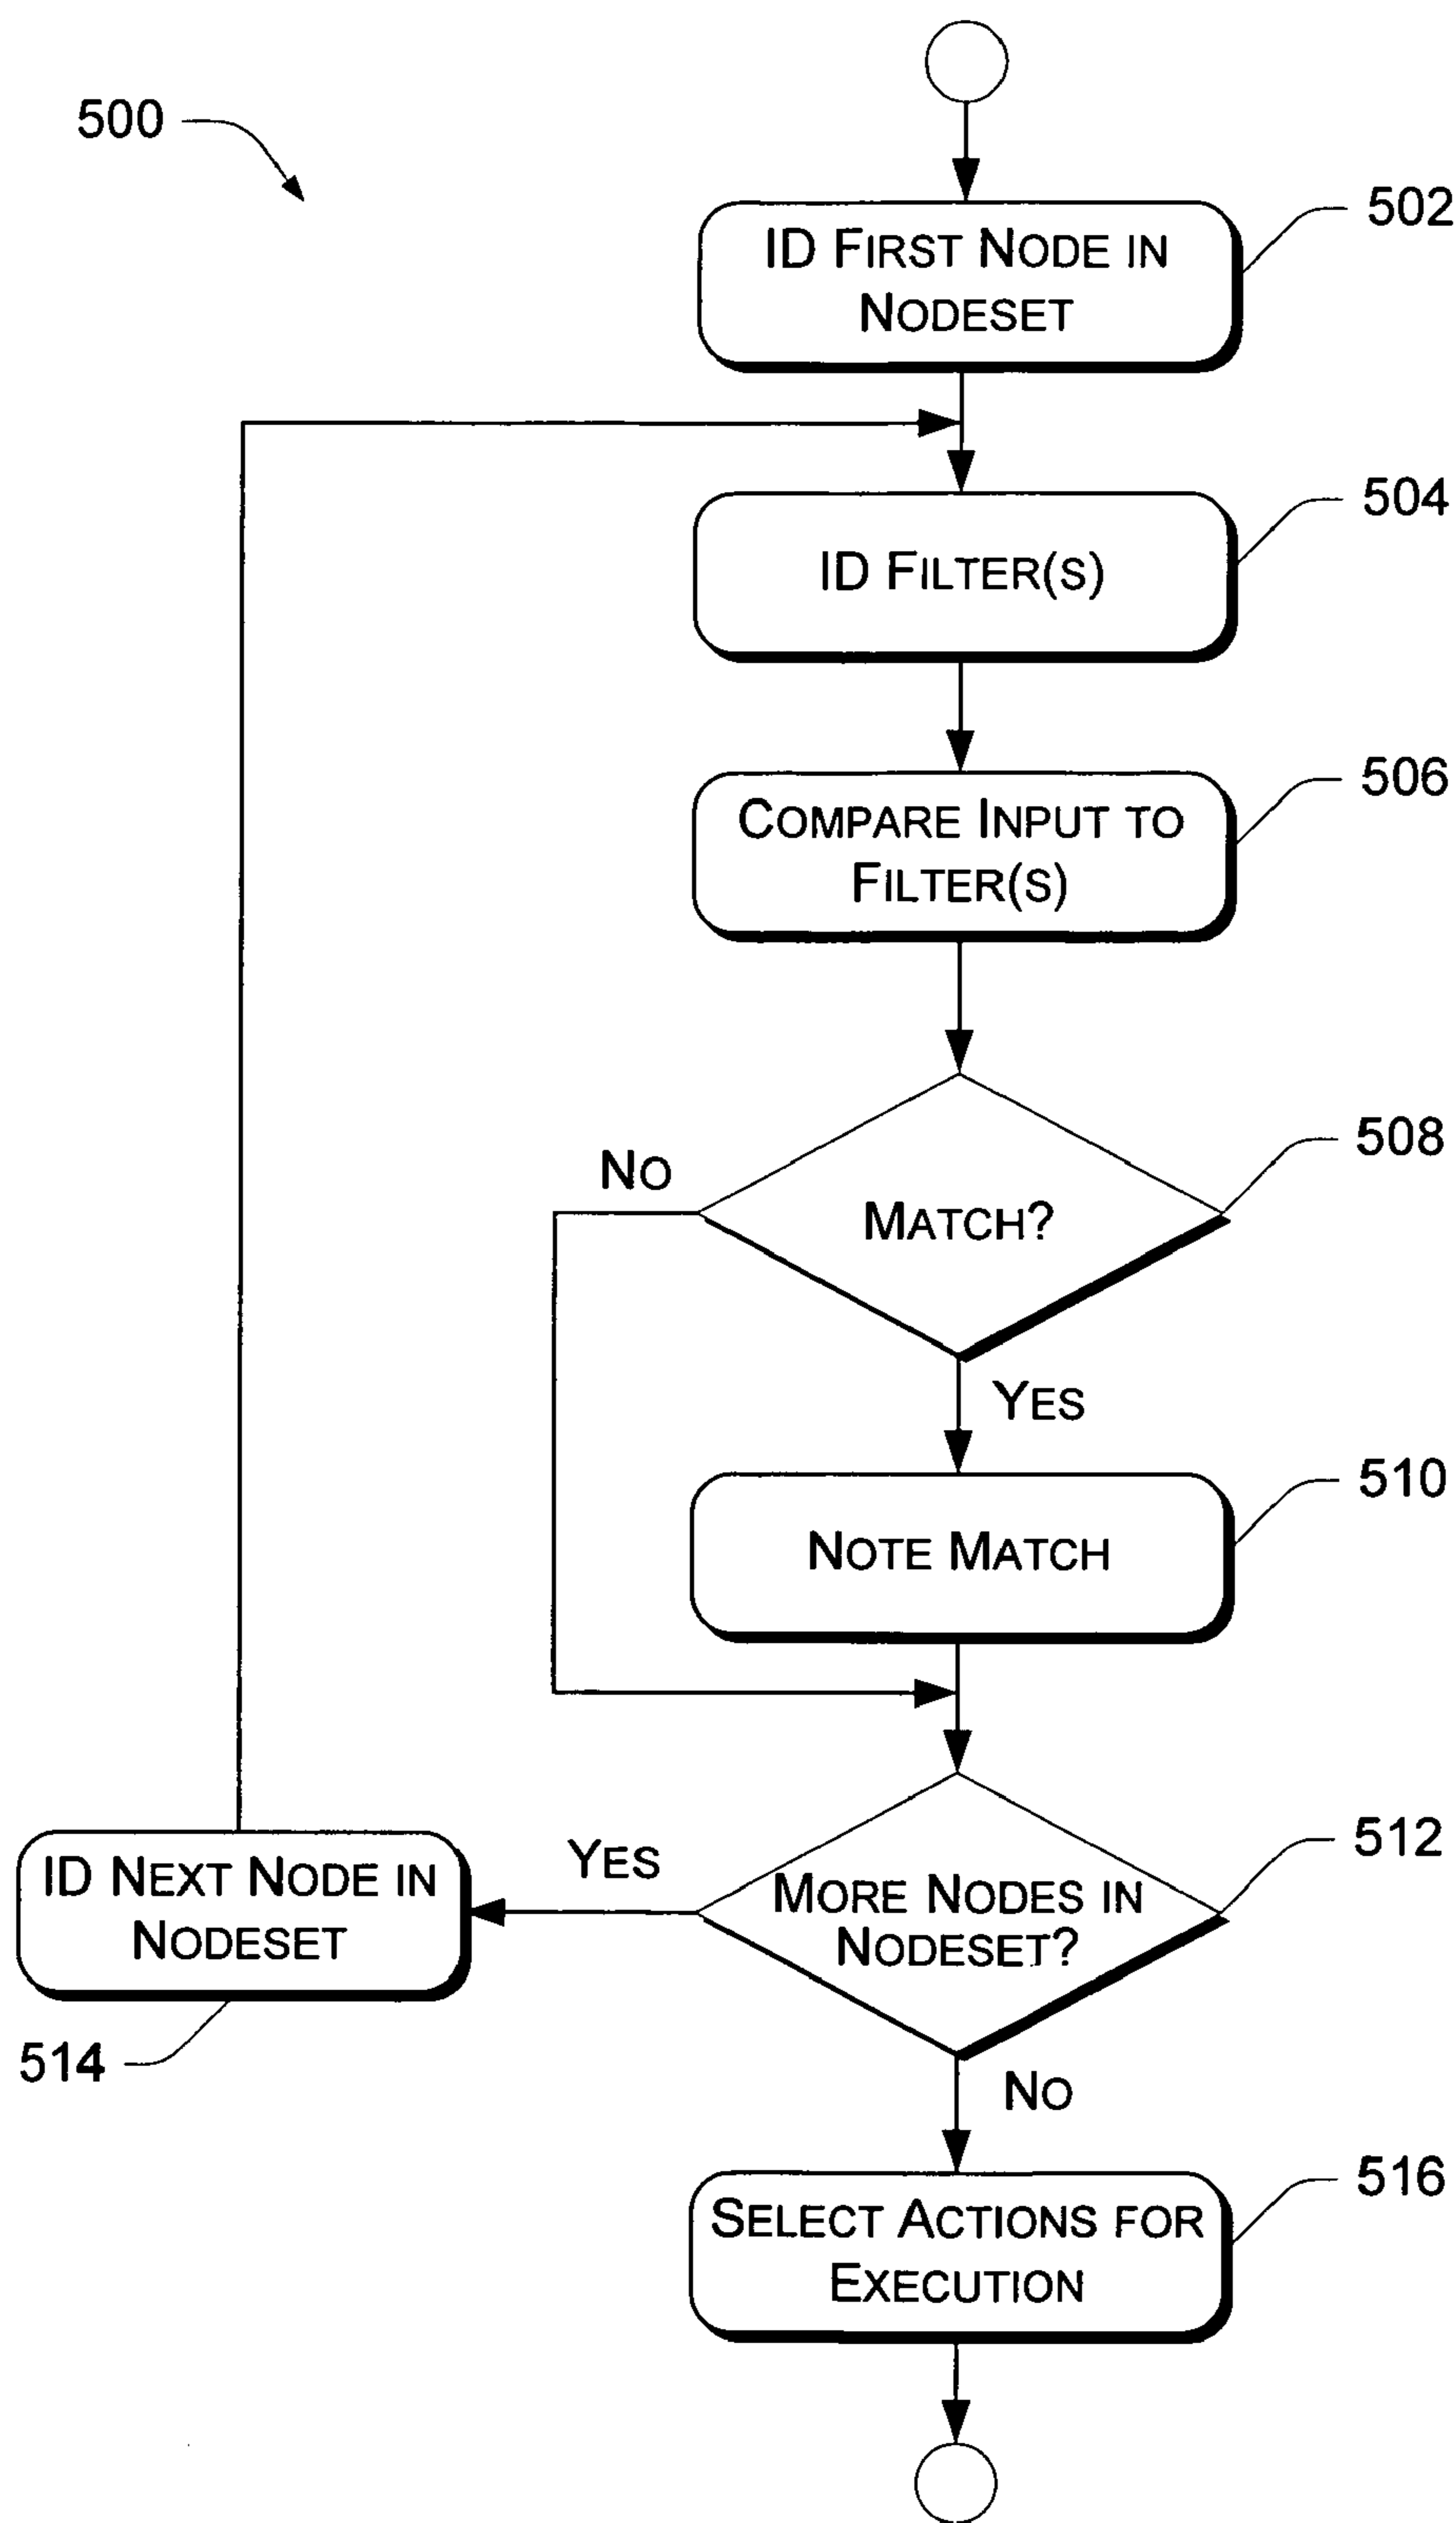 500
502
ID FIRST NODE IN
NODESET
504
ID FILTER(S)
506
COMPARE INPUT TO
FILTER(S)
508
NO
MATCH?
YES
510
NOTE MATCH
512
YES
MORE NODES IN
NODESET?
ID NEXT NODE IN
NODESET
514
NO
516
SELECT ACTIONS FOR
EXECUTION